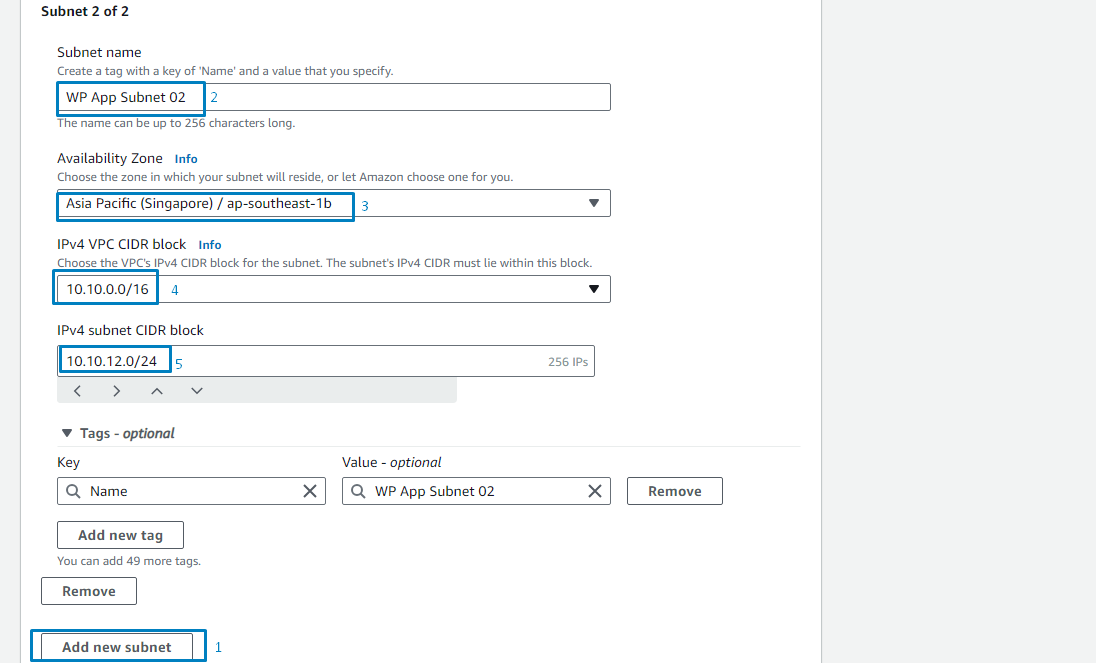 Subnet 2 of 2
Subnet name
Create a tag with a key of 'Name' and a value that you specify.
WP App Subnet 02 2
The name can be up to 256 characters long.
Availability Zone Info
Choose the zone in which your subnet will reside, or let Amazon choose one for you.
Asia Pacific (Singapore) / ap-southeast-1b 3
IPv4 VPC CIDR block Info
Choose the VPC's IPv4 CIDR block for the subnet. The subnet's IPv4 CIDR must lie within this block.
10.10.0.0/16 4
IPv4 subnet CIDR block
10.10.12.0/24 5 256 IPs
Tags - optional
Key Value - optional
Name WP App Subnet 02 Remove
Add new tag
You can add 49 more tags.
Remove
Add new subnet 1